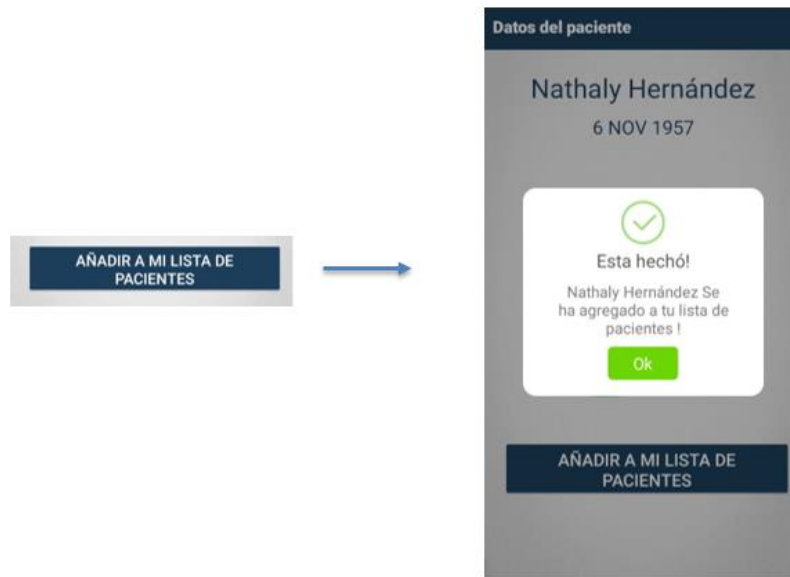 AÑADIR A MI LISTA DE
PACIENTES
Datos del paciente
Nathaly Hernández
6 NOV 1957
Esta hechó!
Nathaly Hernández Se
ha agregado a tu lista de
pacientes !
Ok
AÑADIR A MI LISTA DE
PACIENTES